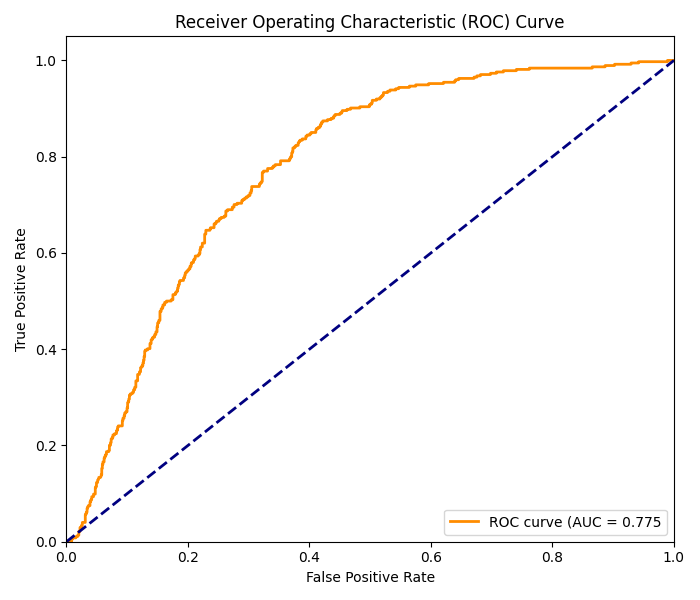 Receiver Operating Characteristic (ROC) Curve
1.0
0.8
0.6
0.4
0.2
0.0
True Positive Rate
ROC curve (AUC = 0.775
0.0 0.2 0.4 0.6 0.8 1.0
False Positive Rate